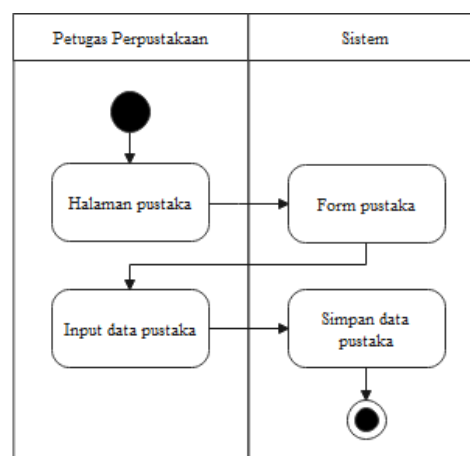 Petugas Perpustakaan
Sistem
Halaman pustaka
Form pustaka
Input data pustaka
Simpan data
pustaka